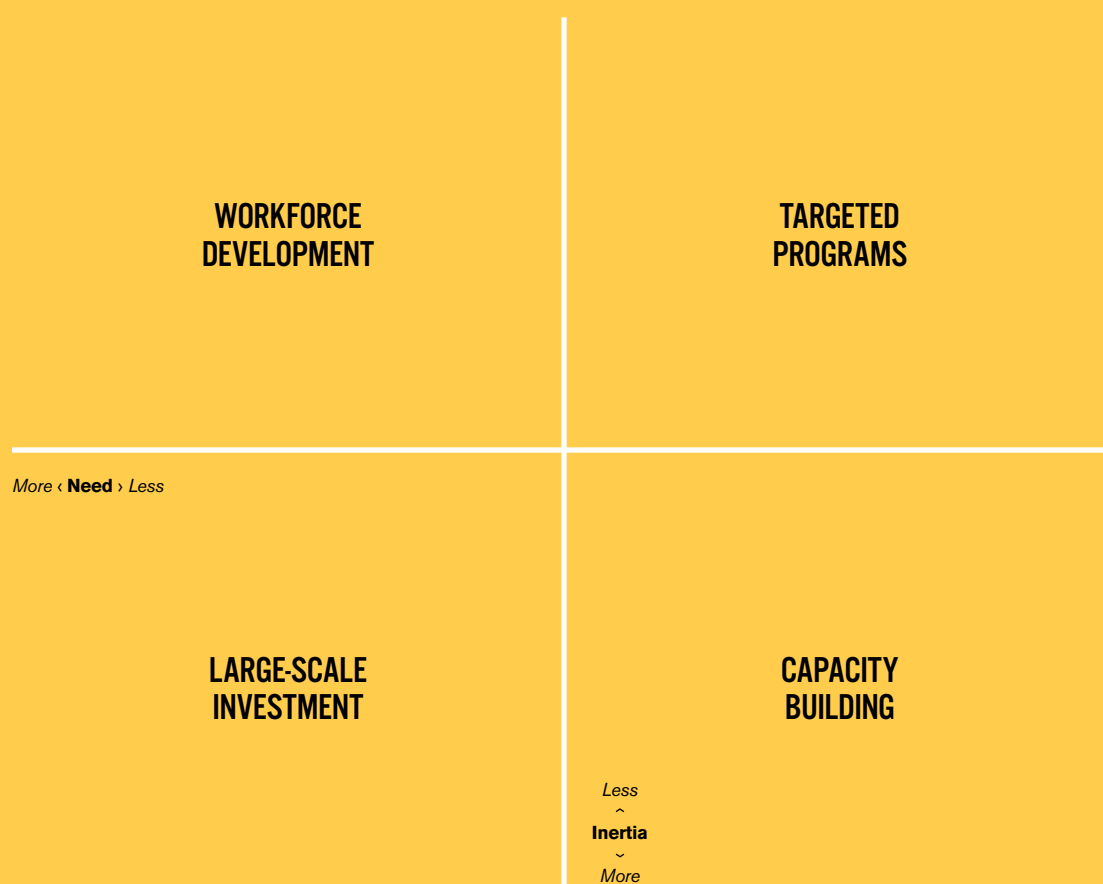 WORKFORCE
DEVELOPMENT
TARGETED
PROGRAMS
More ‹ Need › Less
LARGE-SCALE
INVESTMENT
CAPACITY
BUILDING
Less
Inertia
More